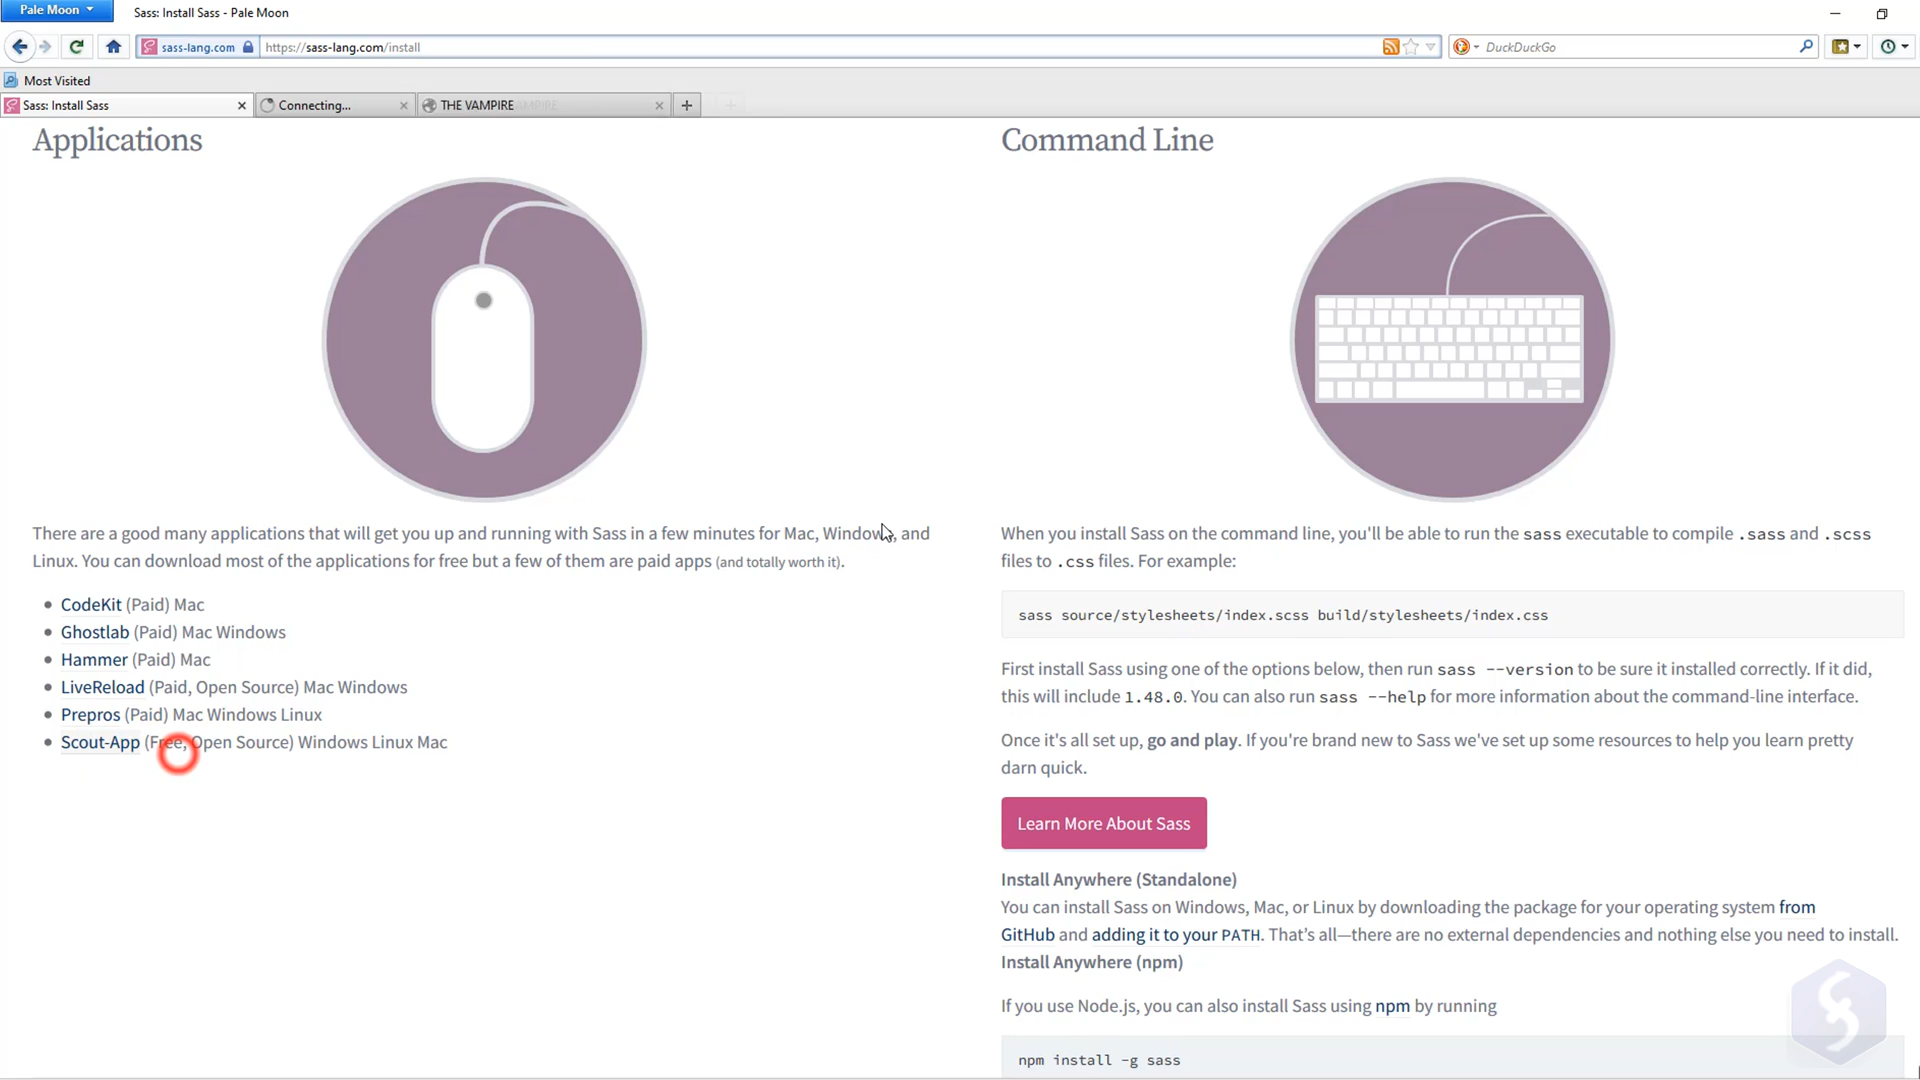 Pale Moon
Sass: Install Sass - Pale Moon
sass-lang.com
https://sass-lang.com/install
DuckDuckGo
Most Visited
Sass: Install Sass
Connecting...
THE VAMPIRE
Applications
There are a good many applications that will get you up and running with Sass in a few minutes for Mac, Windows, and
Linux. You can download most of the applications for free but a few of them are paid apps (and totally worth it).
CodeKit (Paid) Mac
Ghostlab (Paid) Mac Windows
Hammer (Paid) Mac
LiveReload (Paid, Open Source) Mac Windows
Prepros (Paid) Mac Windows Linux
Scout-App (Free, Open Source) Windows Linux Mac
Command Line
When you install Sass on the command line, you'll be able to run the sass executable to compile .sass and .scss
files to .css files. For example:
sass source/stylesheets/index.scss build/stylesheets/index.css
First install Sass using one of the options below, then run sass --version to be sure it installed correctly. If it did,
this will include 1.48.0. You can also run sass --help for more information about the command-line interface.
Once it's all set up, go and play. If you're brand new to Sass we've set up some resources to help you learn pretty
darn quick.
Learn More About Sass
Install Anywhere (Standalone)
You can install Sass on Windows, Mac, or Linux by downloading the package for your operating system from
GitHub and adding it to your PATH. That's all—there are no external dependencies and nothing else you need to install.
Install Anywhere (npm)
If you use Node.js, you can also install Sass using npm by running
npm install -g sass